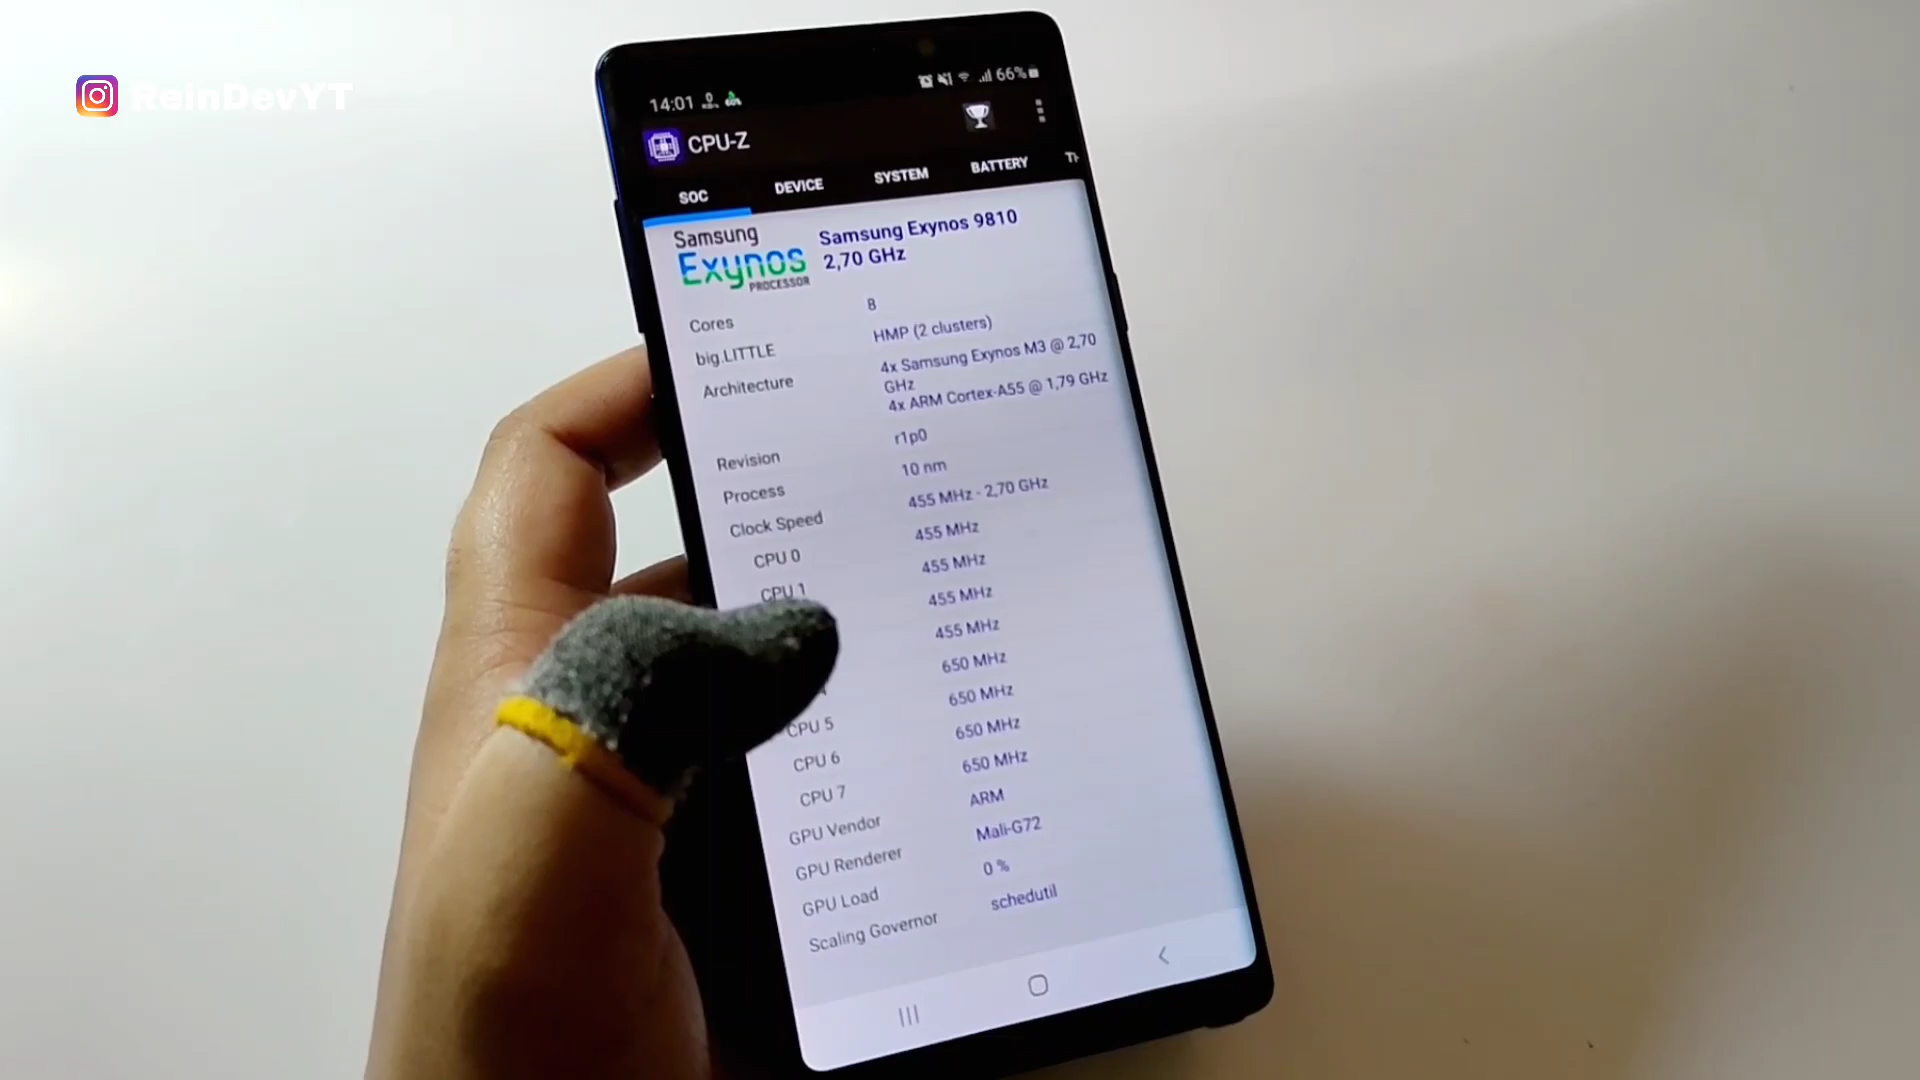 ReinDevYT
14:01
66%
CPU-Z
SOC DEVICE SYSTEM BATTERY
Samsung
Exynos
PROCESSOR
Samsung Exynos 9810
2,70 GHz
Cores 8
big.LITTLE HMP (2 clusters)
Architecture 4x Samsung Exynos M3 @ 2,70
GHz
4x ARM Cortex-A55 @ 1,79 GHz
Revision r1p0
Process 10 nm
Clock Speed 455 MHz - 2,70 GHz
CPU 0 455 MHz
CPU 1 455 MHz
455 MHz
455 MHz
650 MHz
CPU 5 650 MHz
CPU 6 650 MHz
CPU 7 650 MHz
GPU Vendor ARM
GPU Renderer Mali-G72
GPU Load 0 %
Scaling Governor schedutil